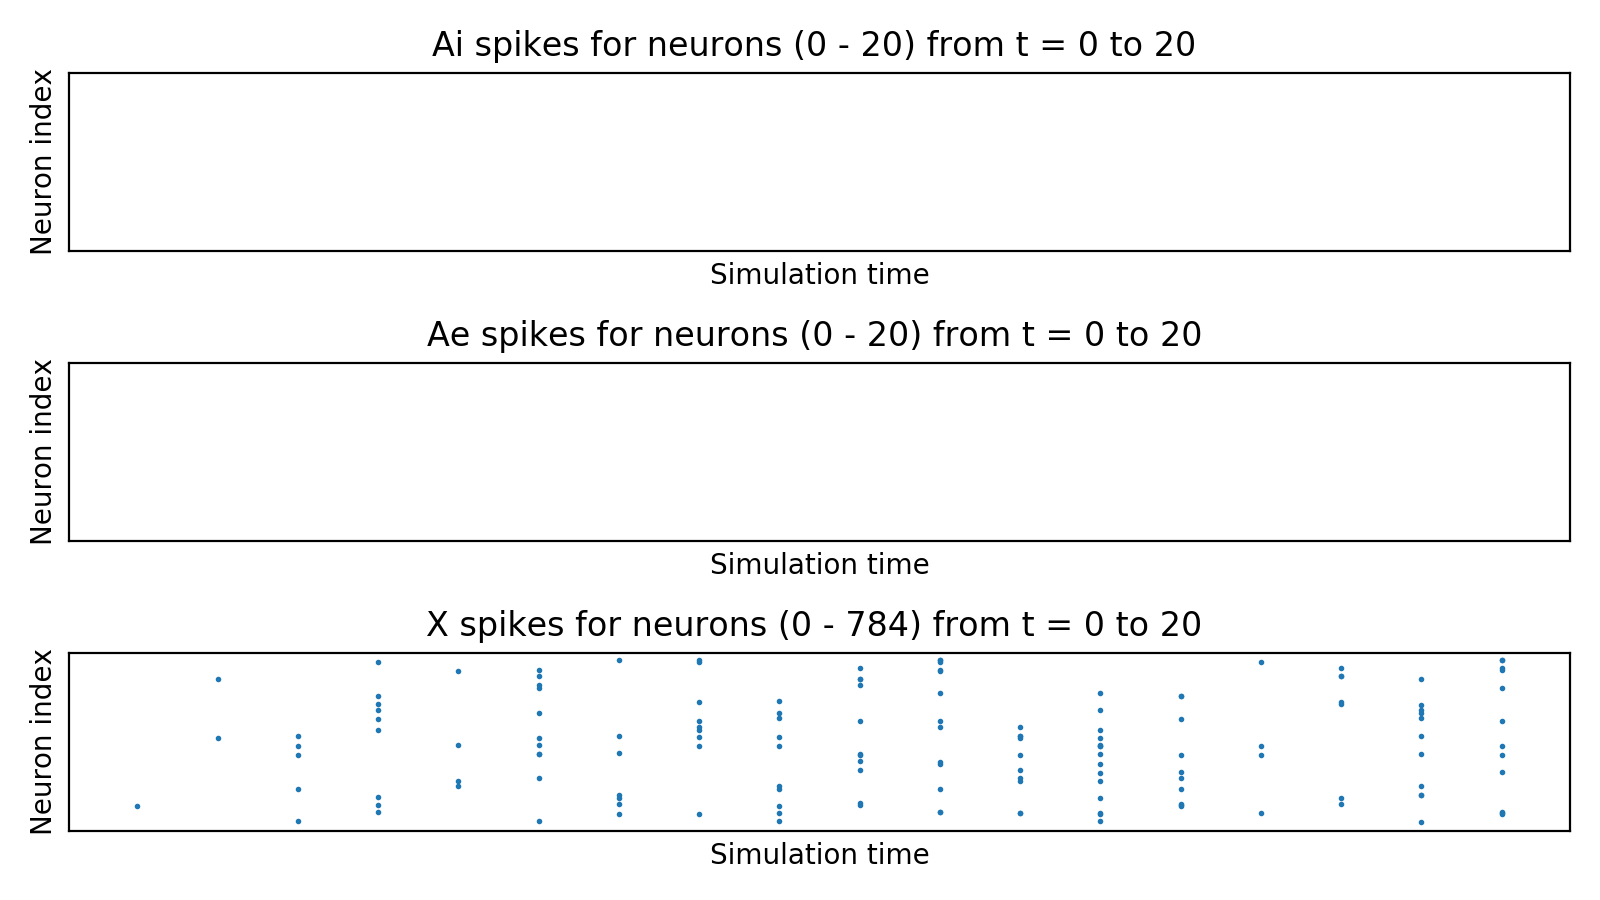 Ai spikes for neurons (0 - 20) from t = 0 to 20
Neuron index
Simulation time
Ae spikes for neurons (0 - 20) from t = 0 to 20
Neuron index
Simulation time
X spikes for neurons (0 - 784) from t = 0 to 20
Neuron index
Simulation time